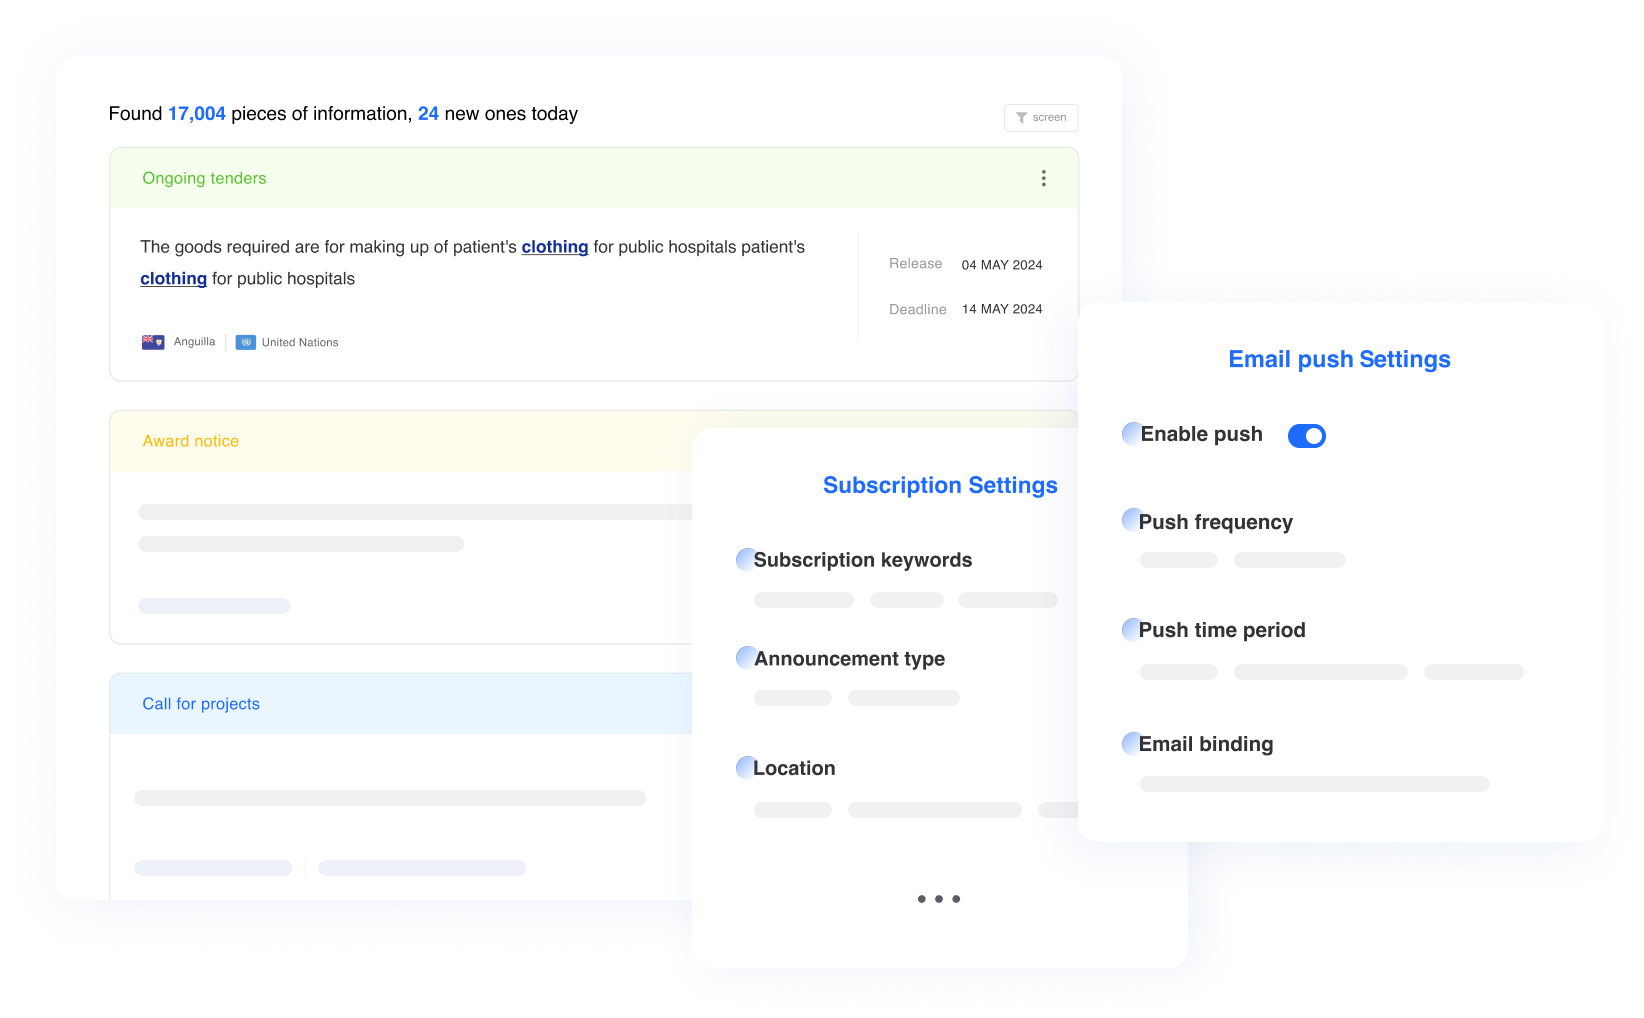 Found 17,004 pieces of information, 24 new ones today
screen
Ongoing tenders
The goods required are for making up of patient's clothing for public hospitals patient's
clothing for public hospitals
Release 04 MAY 2024
Deadline 14 MAY 2024
Anguilla
United Nations
Award notice
Call for projects
Subscription Settings
Subscription keywords
Announcement type
Location
Email push Settings
Enable push
Push frequency
Push time period
Email binding